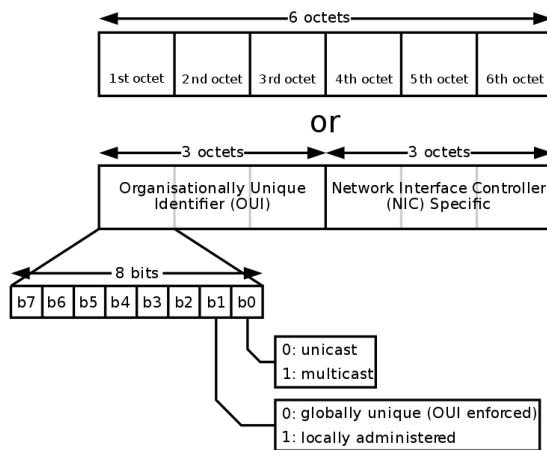 6 octets
1st octet 2nd octet 3rd octet 4th octet 5th octet 6th octet
or
3 octets 3 octets
Organisationally Unique Identifier (OUI)
Network Interface Controller (NIC) Specific
8 bits
b7 b6 b5 b4 b3 b2 b1 b0
0: unicast
1: multicast
0: globally unique (OUI enforced)
1: locally administered